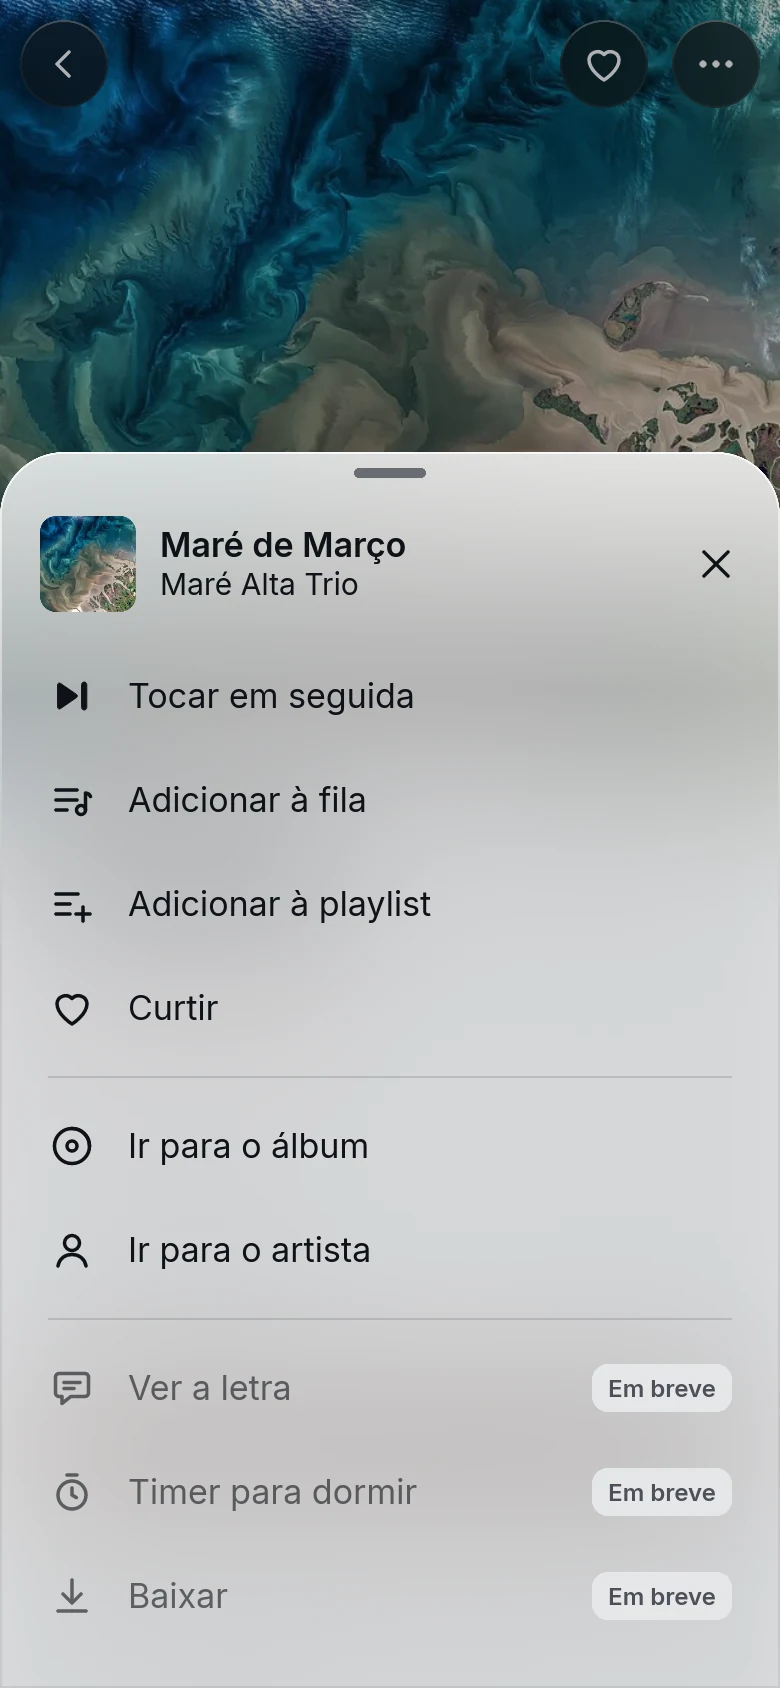 Maré de Março
Maré Alta Trio
Tocar em seguida
Adicionar à fila
Adicionar à playlist
Curtir
Ir para o álbum
Ir para o artista
Ver a letra Em breve
Timer para dormir Em breve
Baixar Em breve